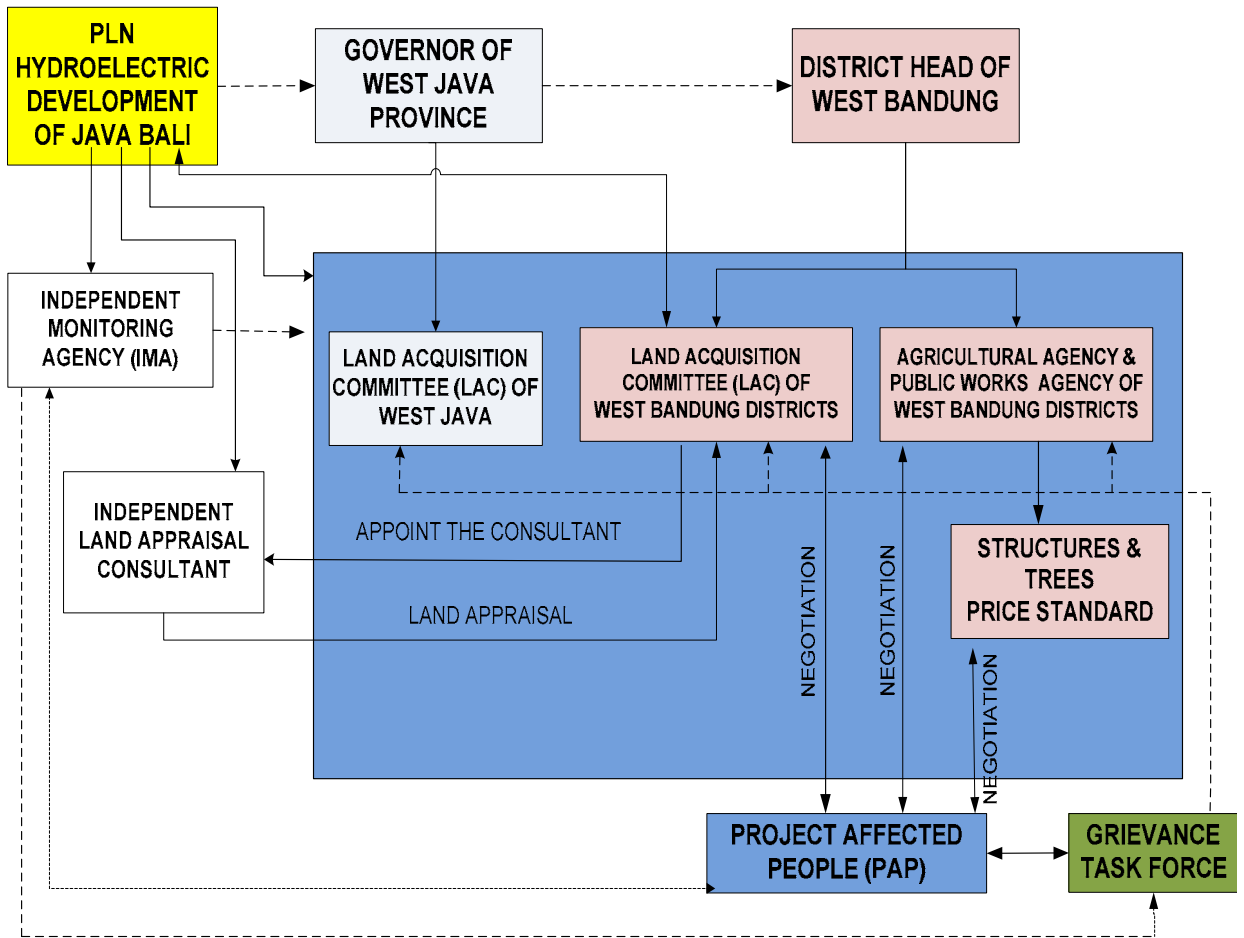 PLN
HYDROELECTRIC
DEVELOPMENT
OF JAVA BALI
GOVERNOR OF
WEST JAVA
PROVINCE
DISTRICT HEAD OF
WEST BANDUNG
INDEPENDENT
MONITORING
AGENCY (IMA)
LAND ACQUISITION
COMMITTEE (LAC) OF
WEST JAVA
LAND ACQUISITION
COMMITTEE (LAC) OF
WEST BANDUNG DISTRICTS
AGRICULTURAL AGENCY &
PUBLIC WORKS AGENCY OF
WEST BANDUNG DISTRICTS
INDEPENDENT
LAND APPRAISAL
CONSULTANT
APPOINT THE CONSULTANT
LAND APPRAISAL
NEGOTIATION
NEGOTIATION
STRUCTURES &
TREES
PRICE STANDARD
NEGOTIATION
PROJECT AFFECTED
PEOPLE (PAP)
GRIEVANCE
TASK FORCE